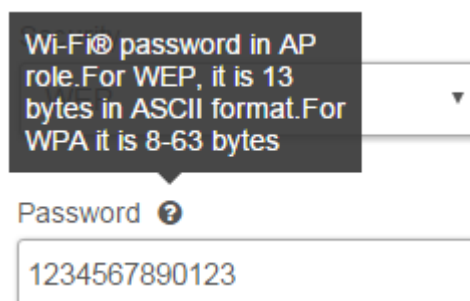 Wi-Fi® password in AP
role.For WEP, it is 13
bytes in ASCII format.For
WPA it is 8-63 bytes
Password
1234567890123